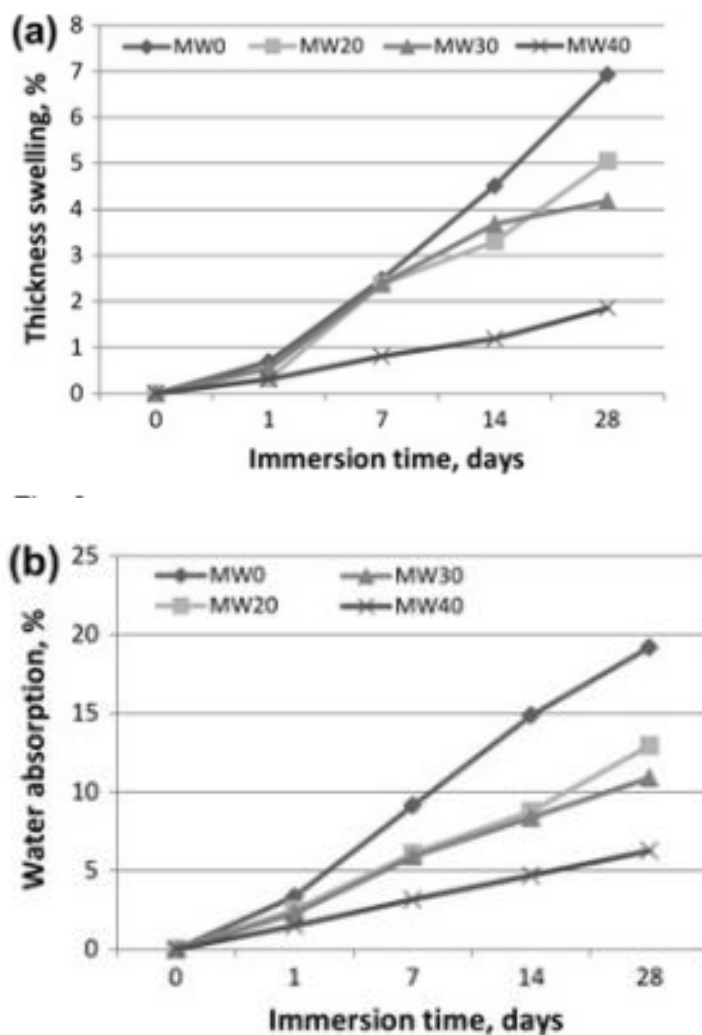 (a)
MW0 MW20 MW30 MW40
Thickness swelling, %
8
7
6
5
4
3
2
1
0
0 1 7 14 28
Immersion time, days
(b)
MW0 MW30
MW20 MW40
Water absorption, %
25
20
15
10
5
0
0 1 7 14 28
Immersion time, days